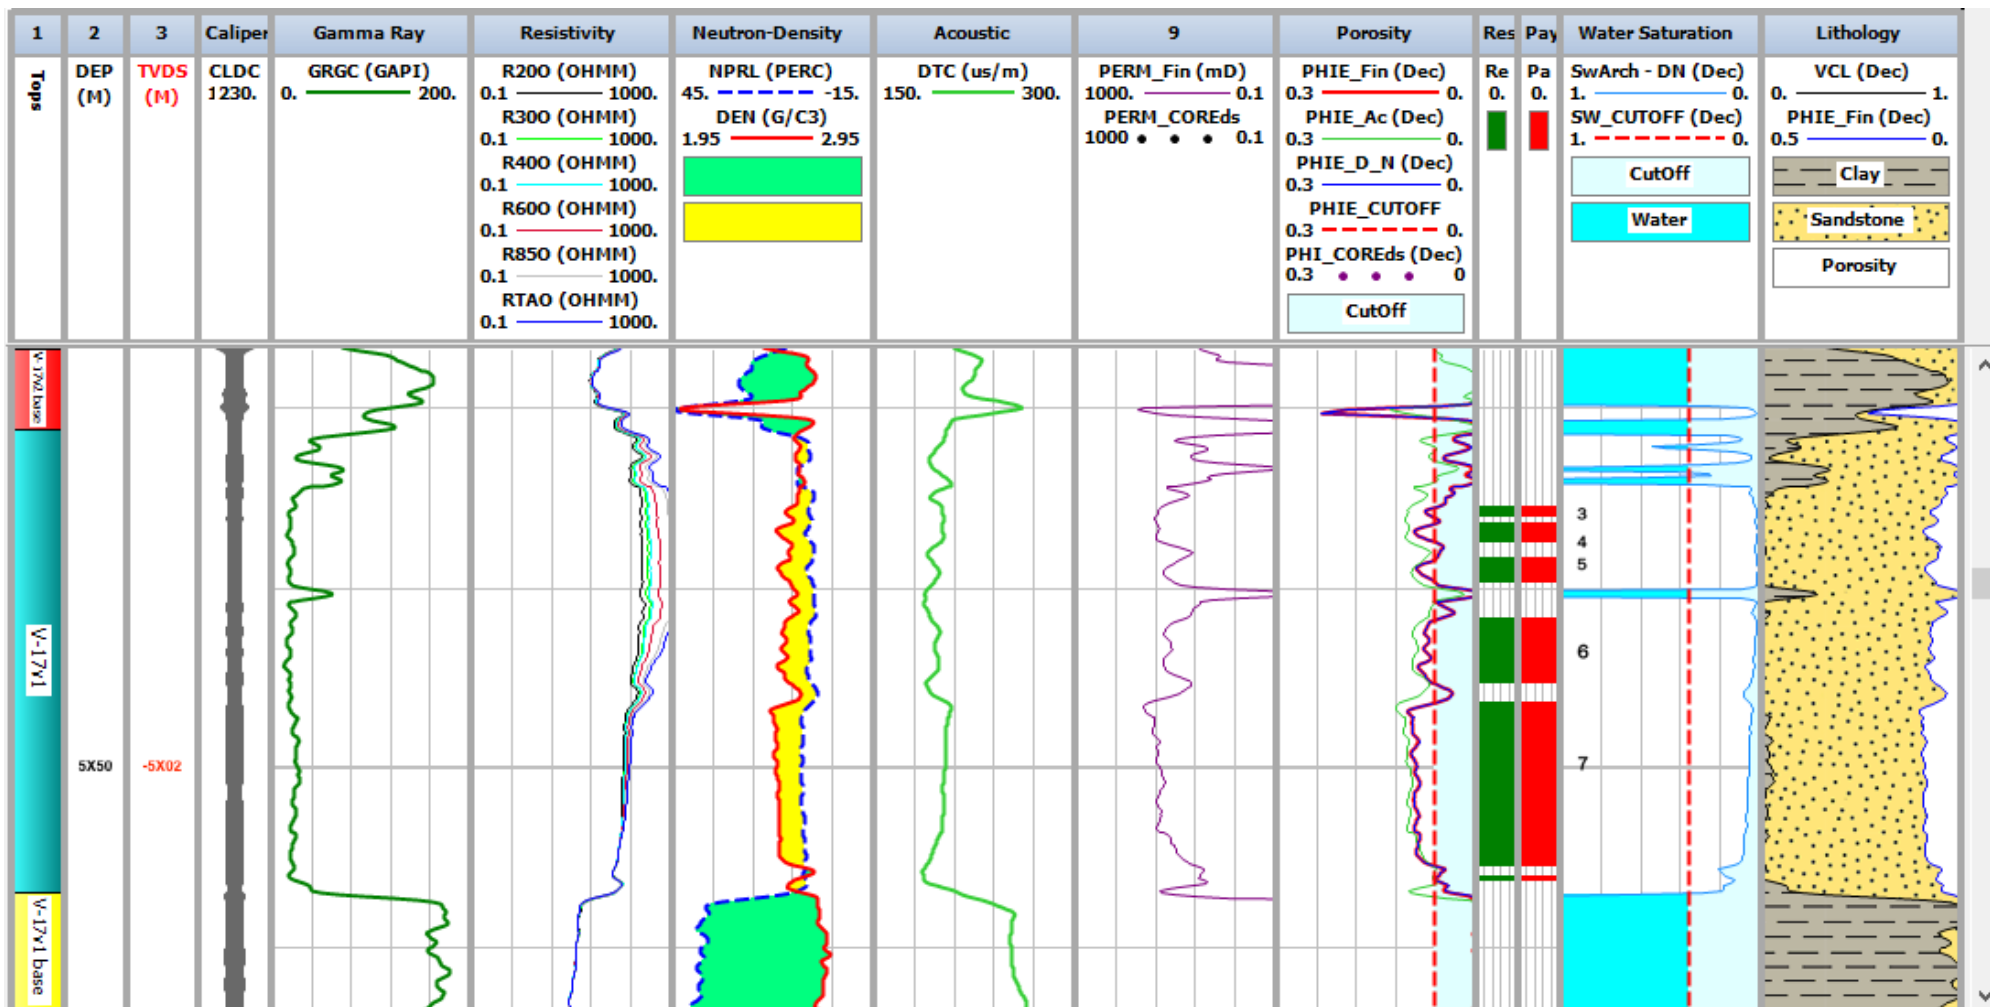 1 2 3 Caliper Gamma Ray Resistivity Neutron-Density Acoustic 9 Porosity Res Pay Water Saturation Lithology
Tops
DEP (M)
TVDS (M)
CLDC
1230.
GRGC (GAPI)
0. 200.
R20O (OHMM)
0.1 1000.
R30O (OHMM)
0.1 1000.
R40O (OHMM)
0.1 1000.
R60O (OHMM)
0.1 1000.
R85O (OHMM)
0.1 1000.
RTAO (OHMM)
0.1 1000.
NPRL (PERC)
45. -15.
DEN (G/C3)
1.95 2.95
DTC (us/m)
150. 300.
PERM_Fin (mD)
1000. 0.1
PERM_COREds
1000 0.1
PHIE_Fin (Dec)
0.3 0.
PHIE_Ac (Dec)
0.3 0.
PHIE_D_N (Dec)
0.3 0.
PHIE_CUTOFF
0.3 0.
PHI_COREds (Dec)
0.3 0
CutOff
Re
0.
Pa
0.
SwArch - DN (Dec)
1. 0.
SW_CUTOFF (Dec)
1. 0.
CutOff
Water
VCL (Dec)
0. 1.
PHIE_Fin (Dec)
0.5 0.
Clay
Sandstone
Porosity
V-17v2 base
V-17v1
V-17v1 base
5X50
-5X02
3
4
5
6
7